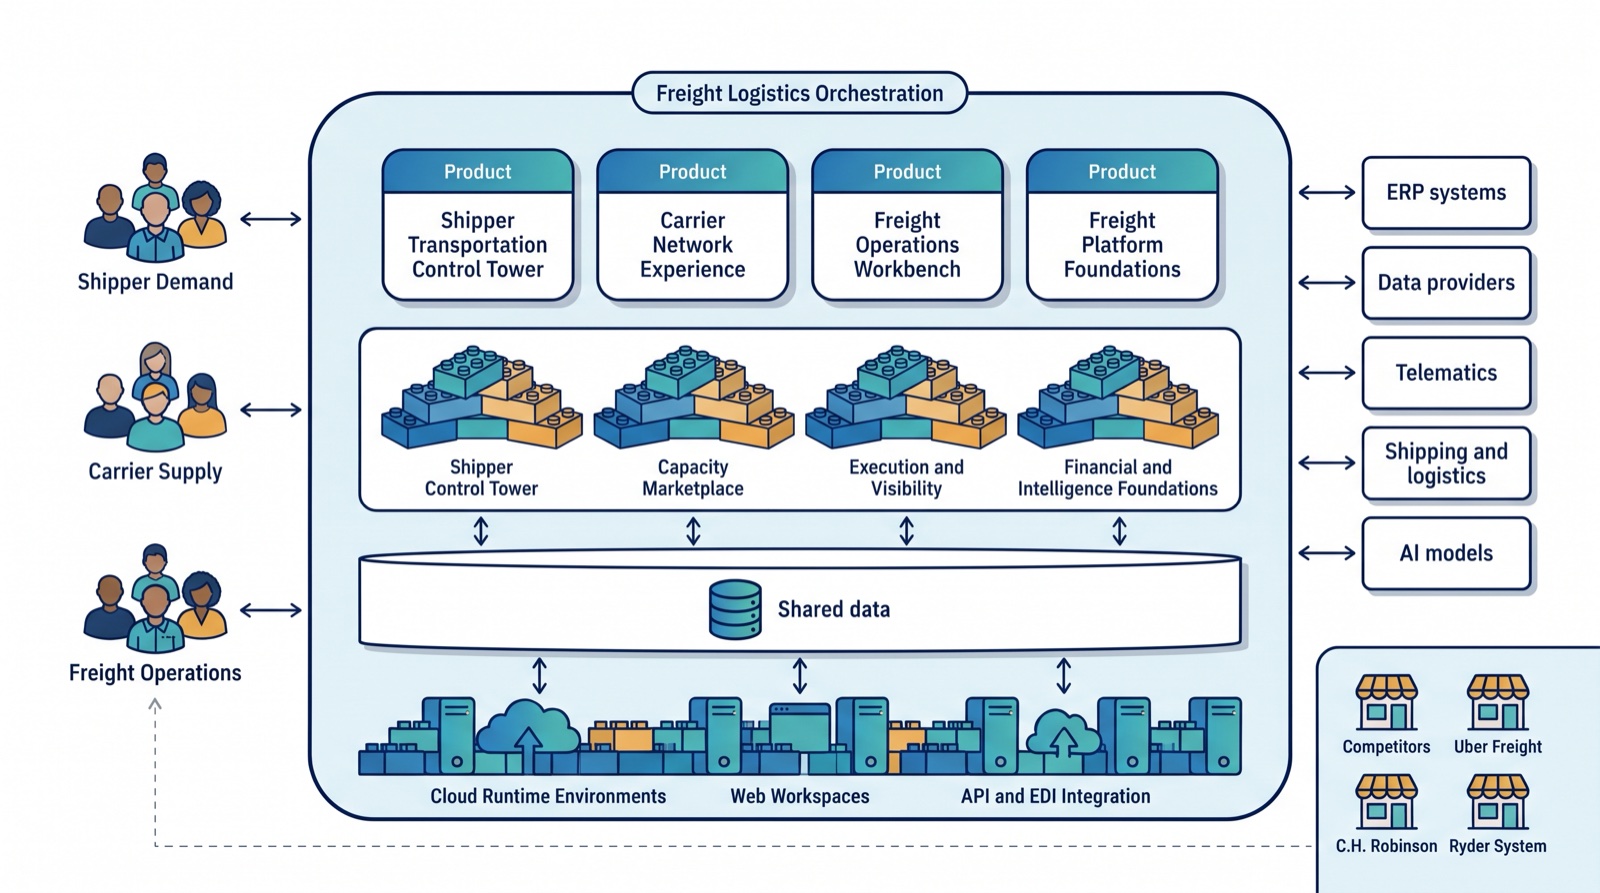 Freight Logistics Orchestration
Product
Shipper
Transportation
Control Tower
Product
Carrier
Network
Experience
Product
Freight
Operations
Workbench
Product
Freight
Platform
Foundations
Shipper Demand
Carrier Supply
Freight Operations
Shipper
Control Tower
Capacity
Marketplace
Execution and
Visibility
Financial and
Intelligence Foundations
Shared data
Cloud Runtime Environments
Web Workspaces
API and EDI Integration
ERP systems
Data providers
Telematics
Shipping and
logistics
AI models
Competitors
Uber Freight
C.H. Robinson
Ryder System